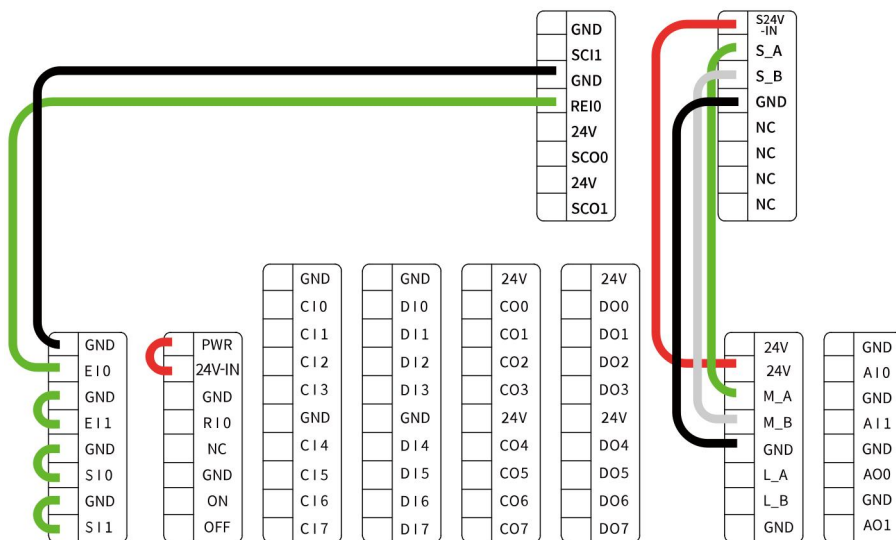 GND
SCI1
GND
REI0
24V
SCO0
24V
SCO1
S24V
-IN
S_A
S_B
GND
NC
NC
NC
NC
GND
EI0
GND
EI1
GND
SI0
GND
SI1
PWR
24V-IN
GND
RI0
NC
GND
ON
OFF
GND
CI0
CI1
CI2
CI3
GND
CI4
CI5
CI6
CI7
GND
DI0
DI1
DI2
DI3
GND
DI4
DI5
DI6
DI7
24V
CO0
CO1
CO2
CO3
24V
CO4
CO5
CO6
CO7
24V
DO0
DO1
DO2
DO3
24V
DO4
DO5
DO6
DO7
24V
24V
M_A
M_B
GND
L_A
L_B
GND
GND
AI0
GND
AI1
GND
AO0
GND
AO1